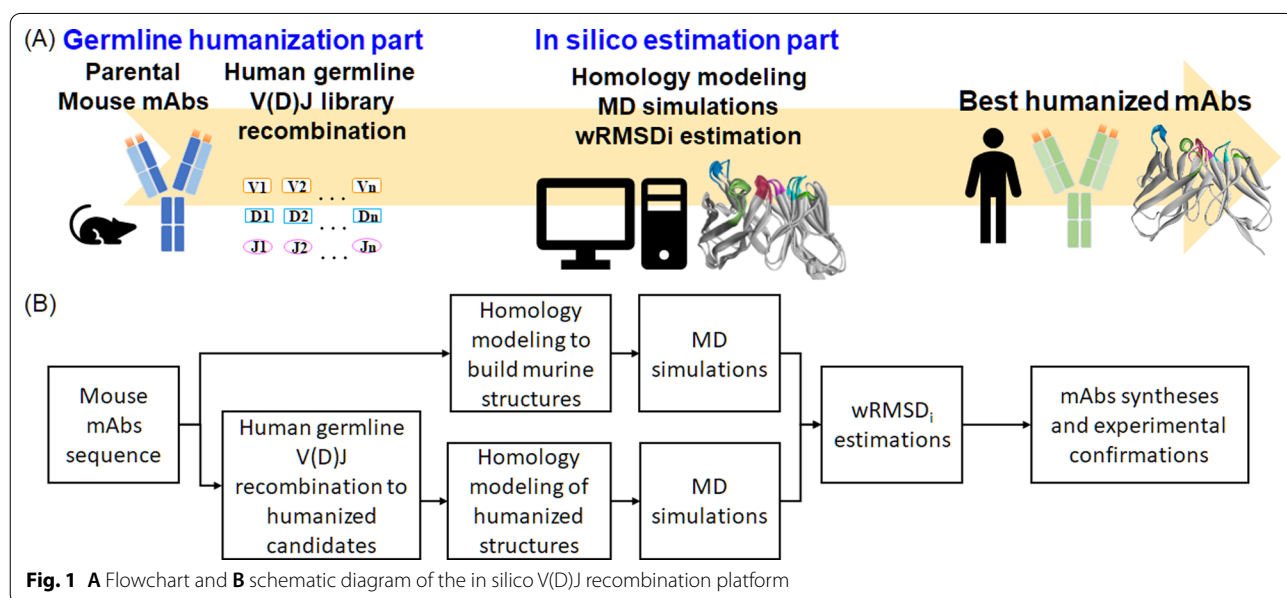 (A) Germline humanization part
In silico estimation part
Parental
Mouse mAbs
Human germline
V(D)J library
recombination
V1 V2 ... Vn
D1 D2 ... Dn
J1 J2 ... Jn
Homology modeling
MD simulations
wRMSDi estimation
Best humanized mAbs
(B)
Mouse
mAbs
sequence
Homology
modeling to
build murine
structures
MD
simulations
Human germline
V(D)J
recombination to
humanized
candidates
Homology
modeling of
humanized
structures
MD
simulations
wRMSDi
estimations
mAbs syntheses
and experimental
confirmations
Fig. 1 A Flowchart and B schematic diagram of the in silico V(D)J recombination platform